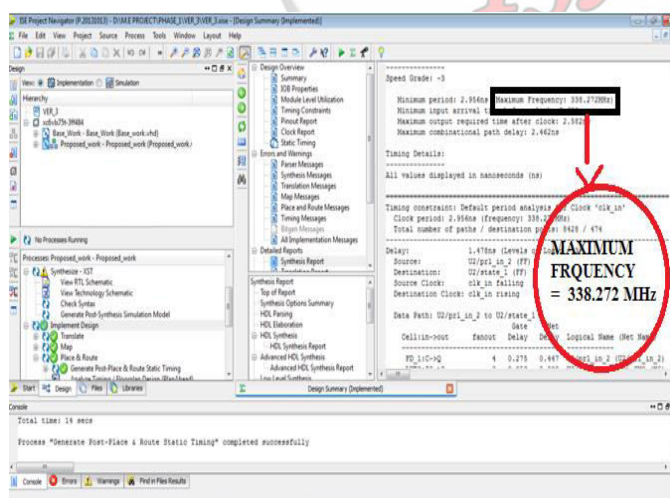 ISE Project Navigator (P.20131013) - D:\M.E PROJECT\PHASE_1\VER_3\VER_3.xise - [Design Summary (Implemented)]
File Edit View Project Source Process Tools Window Layout Help
Design
View: Implementation Simulation
Hierarchy
VER_3
Base_Work - Base_Work (Base_work.vhd)
Proposed_work - Proposed_work (Proposed_work.
No Processes Running
Processes: Proposed_work - Proposed_work
Synthesize - XST
View RTL Schematic
View Technology Schematic
Check Syntax
Generate Post-Synthesis Simulation Model
Implement Design
Translate
Map
Place & Route
Generate Post-Place & Route Static Timing
Start Design Files Libraries
Design Overview
Summary
IOB Properties
Module Level Utilization
Timing Constraints
Pinout Report
Clock Report
Static Timing
Errors and Warnings
Parser Messages
Synthesis Messages
Translation Messages
Map Messages
Place and Route Messages
Timing Messages
Bitgen Messages
All Implementation Messages
Detailed Reports
Synthesis Report
Translation Report
Synthesis Report
Top of Report
Synthesis Options Summary
HDL Parsing
HDL Elaboration
HDL Synthesis
HDL Synthesis Report
Advanced HDL Synthesis
Advanced HDL Synthesis Report
Low Level Synthesis
Design Summary (Implemented)
Speed Grade: -3
Minimum period: 2.956ns (Maximum Frequency: 338.272MHz)
Minimum input arrival
Maximum output required time after clock: 2.582
Maximum combinational path delay: 2.462ns
Timing Details:
All values displayed in nanoseconds (ns)
Timing constraint: Default period analysis Clock 'clk_in'
Clock period: 2.956ns (frequency: 338.27
Total number of paths / destination 8428 / 474
Delay: 1.478ns (Levels
Source: U2/pr1_in_2 (FF)
Destination: U2/state_1 (FF)
Source Clock: clk_in falling
Destination Clock: clk_in rising
Data Path: U2/pr1_in_2 to U2/state_1
Gate Net
Cell:in->out fanout Delay Delay Logical Name (Net Name)
FD_1:C->Q 4 0.275 0.447
MAXIMUM
FRQUENCY
= 338.272 MHz
Console
Total time: 14 secs
Process "Generate Post-Place & Route Static Timing" completed successfully
Console Errors Warnings Find in Files Results